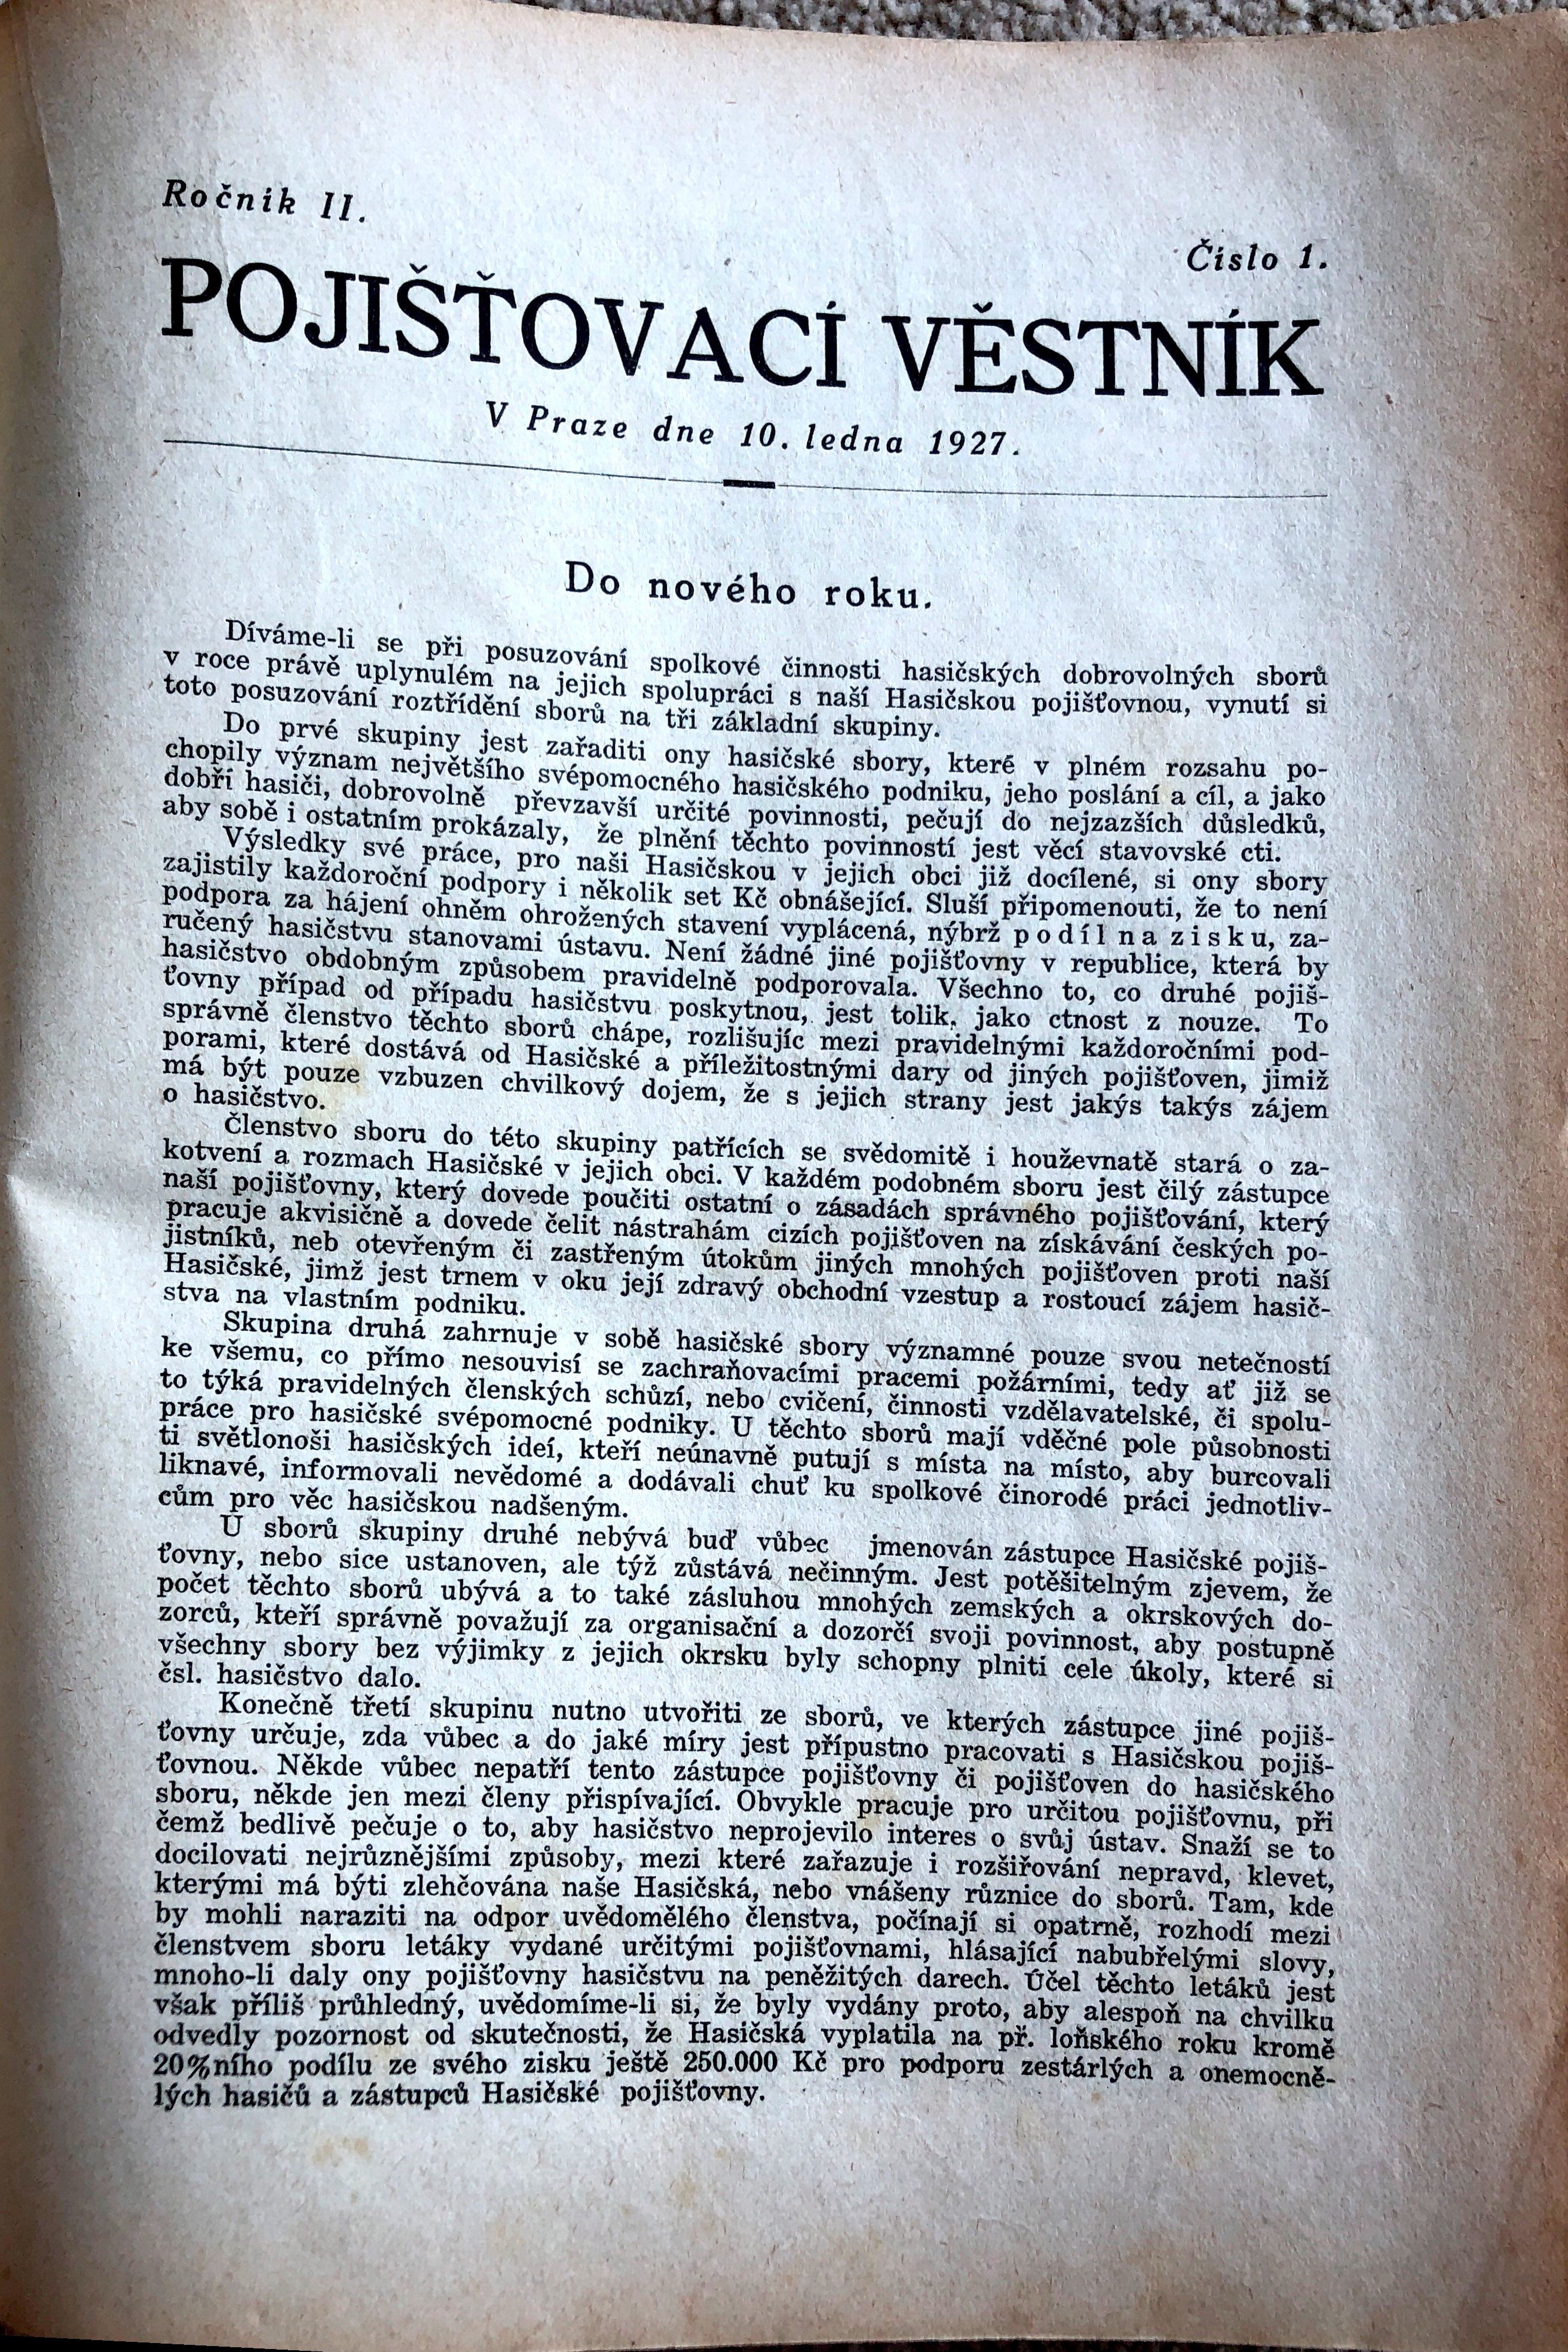 Ročník II.
Číslo 1.
POJIŠŤOVACÍ VĚSTNÍK
V Praze dne 10. ledna 1927.
Do nového roku.
Díváme-li se při posuzování spolkové činnosti hasičských dobrovolných sborů
v roce právě uplynulém na jejich spolupráci s naší Hasičskou pojišťovnou, vynutí si
toto posuzování roztřídění sborů na tři základní skupiny.
Do prvé skupiny jest zařaditi ony hasičské sbory, které v plném rozsahu po-
chopily význam největšího svépomocného hasičského podniku, jeho poslání a cíl, a jako
dobří hasiči, dobrovolně převzavší určité povinnosti, pečují do nejzazších důsledků,
aby sobě i ostatním prokázaly, že plnění těchto povinností jest věcí stavovské cti.
Výsledky své práce, pro naši Hasičskou v jejich obci již docílené, si ony sbory
zajistily každoroční podpory i několik set Kč obnášející. Sluší připomenouti, že to není
podpora za hájení ohněm ohrožených stavení vyplácená, nýbrž podíl na zisku, za-
ručený hasičstvu stanovami ústavu. Není žádné jiné pojišťovny v republice, která by
hasičstvo obdobným způsobem pravidelně podporovala. Všechno to, co druhé pojiš-
ťovny případ od případu hasičstvu poskytnou, jest tolik, jako ctnost z nouze. To
správně členstvo těchto sborů chápe, rozlišujíc mezi pravidelnými každoročními pod-
porami, které dostává od Hasičské a příležitostnými dary od jiných pojišťoven, jimiž
má být pouze vzbuzen chvilkový dojem, že s jejich strany jest jakýs takýs zájem
o hasičstvo.
Členstvo sboru do této skupiny patřících se svědomitě i houževnatě stará o za-
kotvení a rozmach Hasičské v jejich obci. V každém podobném sboru jest čilý zástupce
naší pojišťovny, který dovede poučiti ostatní o zásadách správného pojišťování, který
pracuje akvisičně a dovede čelit nástrahám cizích pojišťoven na získávání českých po-
jistníků, neb otevřeným či zastřeným útokům jiných mnohých pojišťoven proti naší
Hasičské, jimž jest trnem v oku její zdravý obchodní vzestup a rostoucí zájem hasič-
stva na vlastním podniku.
Skupina druhá zahrnuje v sobě hasičské sbory významné pouze svou netečností
ke všemu, co přímo nesouvisí se zachraňovacími pracemi požárními, tedy ať již se
to týká pravidelných členských schůzí, nebo cvičení, činnosti vzdělavatelské, či spolu-
práce pro hasičské svépomocné podniky. U těchto sborů mají vděčné pole působnosti
ti světlonoši hasičských ideí, kteří neúnavně putují s místa na místo, aby burcovali
liknavé, informovali nevědomé a dodávali chuť ku spolkové činorodé práci jednotliv-
cům pro věc hasičskou nadšeným.
U sborů skupiny druhé nebývá buď vůbec jmenován zástupce Hasičské pojiš-
ťovny, nebo sice ustanoven, ale týž zůstává nečinným. Jest potěšitelným zjevem, že
počet těchto sborů ubývá a to také zásluhou mnohých zemských a okrskových do-
zorců, kteří správně považují za organisační a dozorčí svoji povinnost, aby postupně
všechny sbory bez výjimky z jejich okrsku byly schopny plniti cele úkoly, které si
čsl. hasičstvo dalo.
Konečně třetí skupinu nutno utvořiti ze sborů, ve kterých zástupce jiné pojiš-
ťovny určuje, zda vůbec a do jaké míry jest přípustno pracovati s Hasičskou pojiš-
ťovnou. Někde vůbec nepatří tento zástupce pojišťovny či pojišťoven do hasičského
sboru, někde jen mezi členy přispívající. Obvykle pracuje pro určitou pojišťovnu, při
čemž bedlivě pečuje o to, aby hasičstvo neprojevilo interes o svůj ústav. Snaží se to
docilovati nejrůznějšími způsoby, mezi které zařazuje i rozšiřování nepravd, klevet,
kterými má býti zlehčována naše Hasičská, nebo vnášeny různice do sborů. Tam, kde
by mohli naraziti na odpor uvědomělého členstva, počínají si opatrně, rozhodí mezi
členstvem sboru letáky vydané určitými pojišťovnami, hlásající nabubřelými slovy,
mnoho-li daly ony pojišťovny hasičstvu na peněžitých darech. Účel těchto letáků jest
však příliš průhledný, uvědomíme-li si, že byly vydány proto, aby alespoň na chvilku
odvedly pozornost od skutečnosti, že Hasičská vyplatila na př. loňského roku kromě
20%ního podílu ze svého zisku ještě 250.000 Kč pro podporu zestárlých a onemocně-
lých hasičů a zástupců Hasičské pojišťovny.